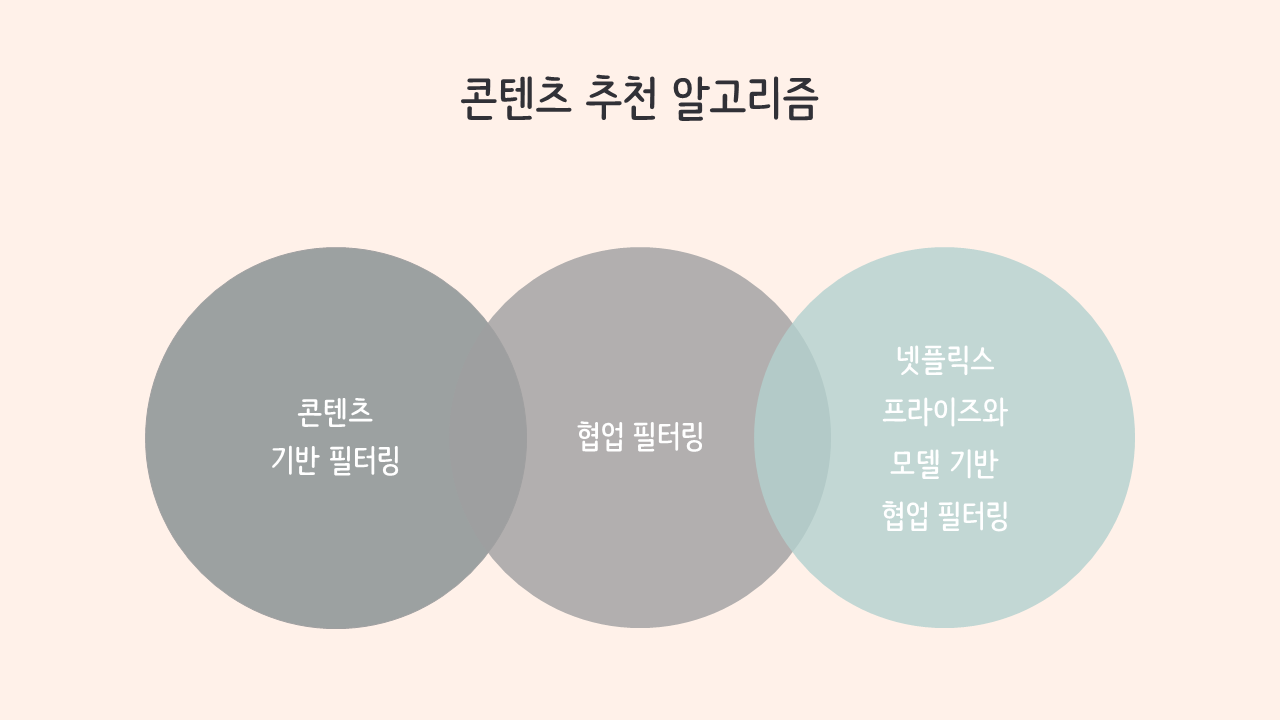 콘텐츠 추천 알고리즘
콘텐츠
기반 필터링
협업 필터링
넷플릭스
프라이즈와
모델 기반
협업 필터링